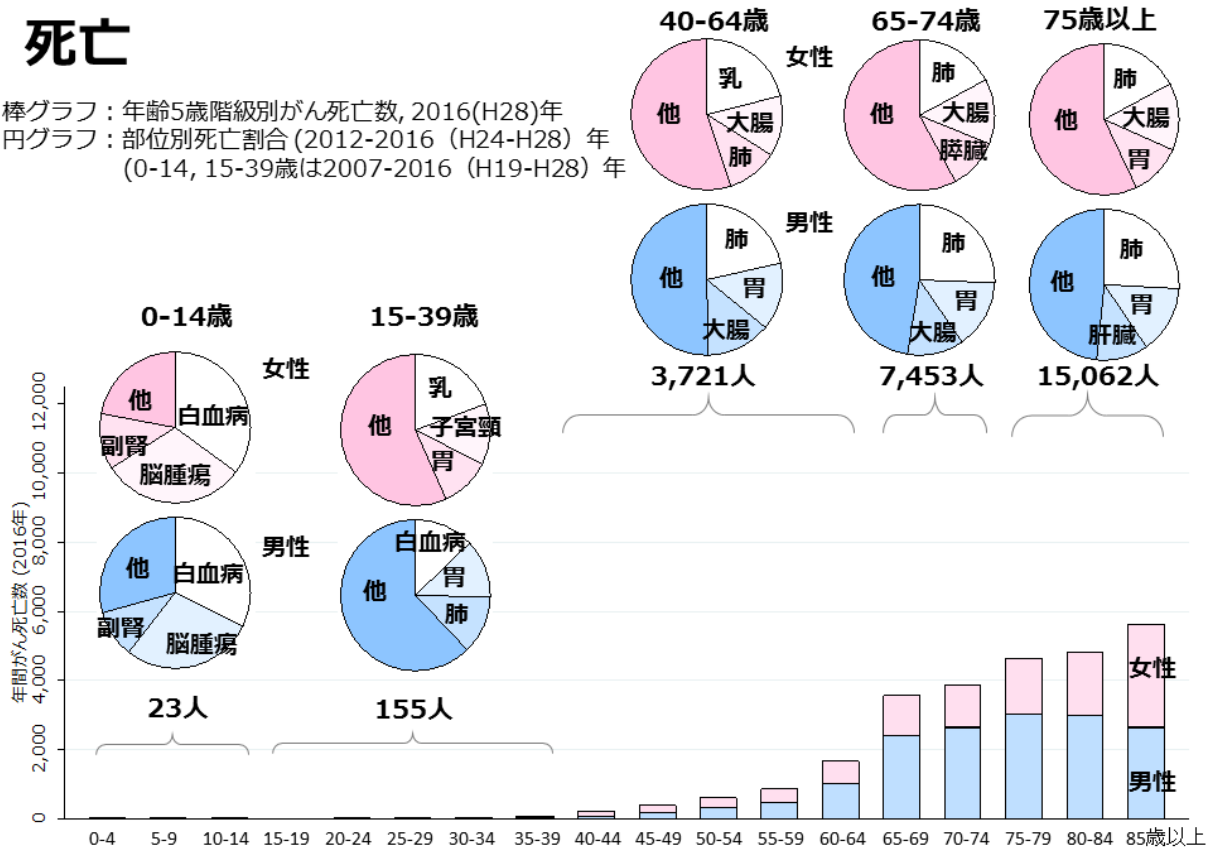 死亡
棒グラフ：年齢5歳階級別がん死亡数, 2016(H28)年
円グラフ：部位別死亡割合 (2012-2016（H24-H28）年
(0-14, 15-39歳は2007-2016（H19-H28）年
40-64歳
65-74歳
75歳以上
女性
乳
大腸
肺
他
肺
大腸
膵臓
他
肺
大腸
胃
他
男性
肺
胃
大腸
他
肺
胃
大腸
他
肺
胃
肝臓
他
3,721人
7,453人
15,062人
0-14歳
15-39歳
女性
白血病
脳腫瘍
副腎
他
乳
子宮頸
胃
他
男性
白血病
脳腫瘍
副腎
他
白血病
胃
肺
他
23人
155人
年間がん死亡数 (2016年)
12,000
10,000
8,000
6,000
4,000
2,000
0
女性
男性
0-4
5-9
10-14
15-19
20-24
25-29
30-34
35-39
40-44
45-49
50-54
55-59
60-64
65-69
70-74
75-79
80-84
85歳以上